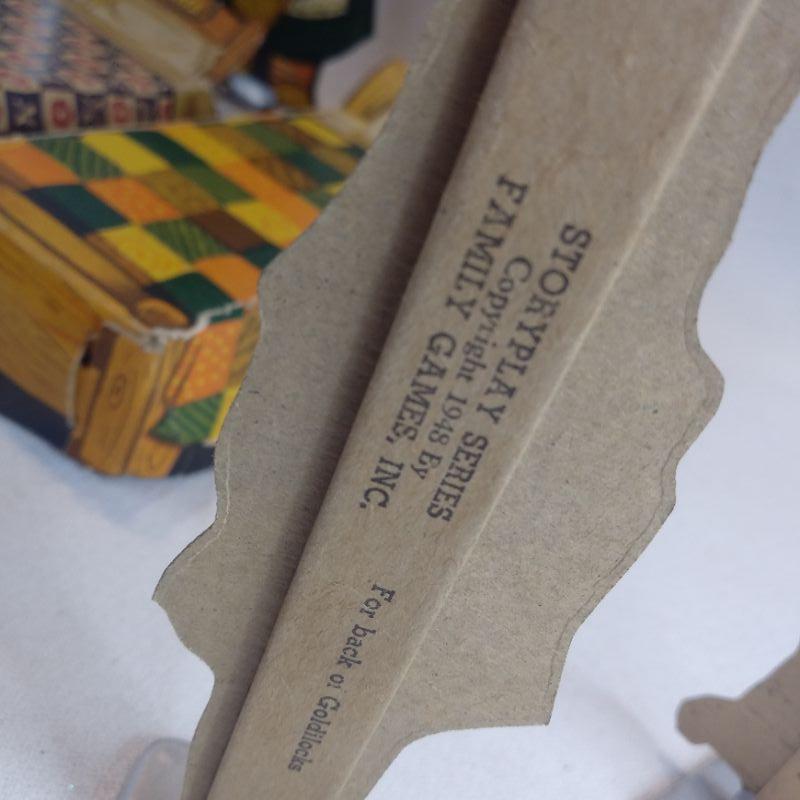 STORYPLAY SERIES
Copyright 1948 By
FAMILY GAMES, INC.
For back of Goldilocks